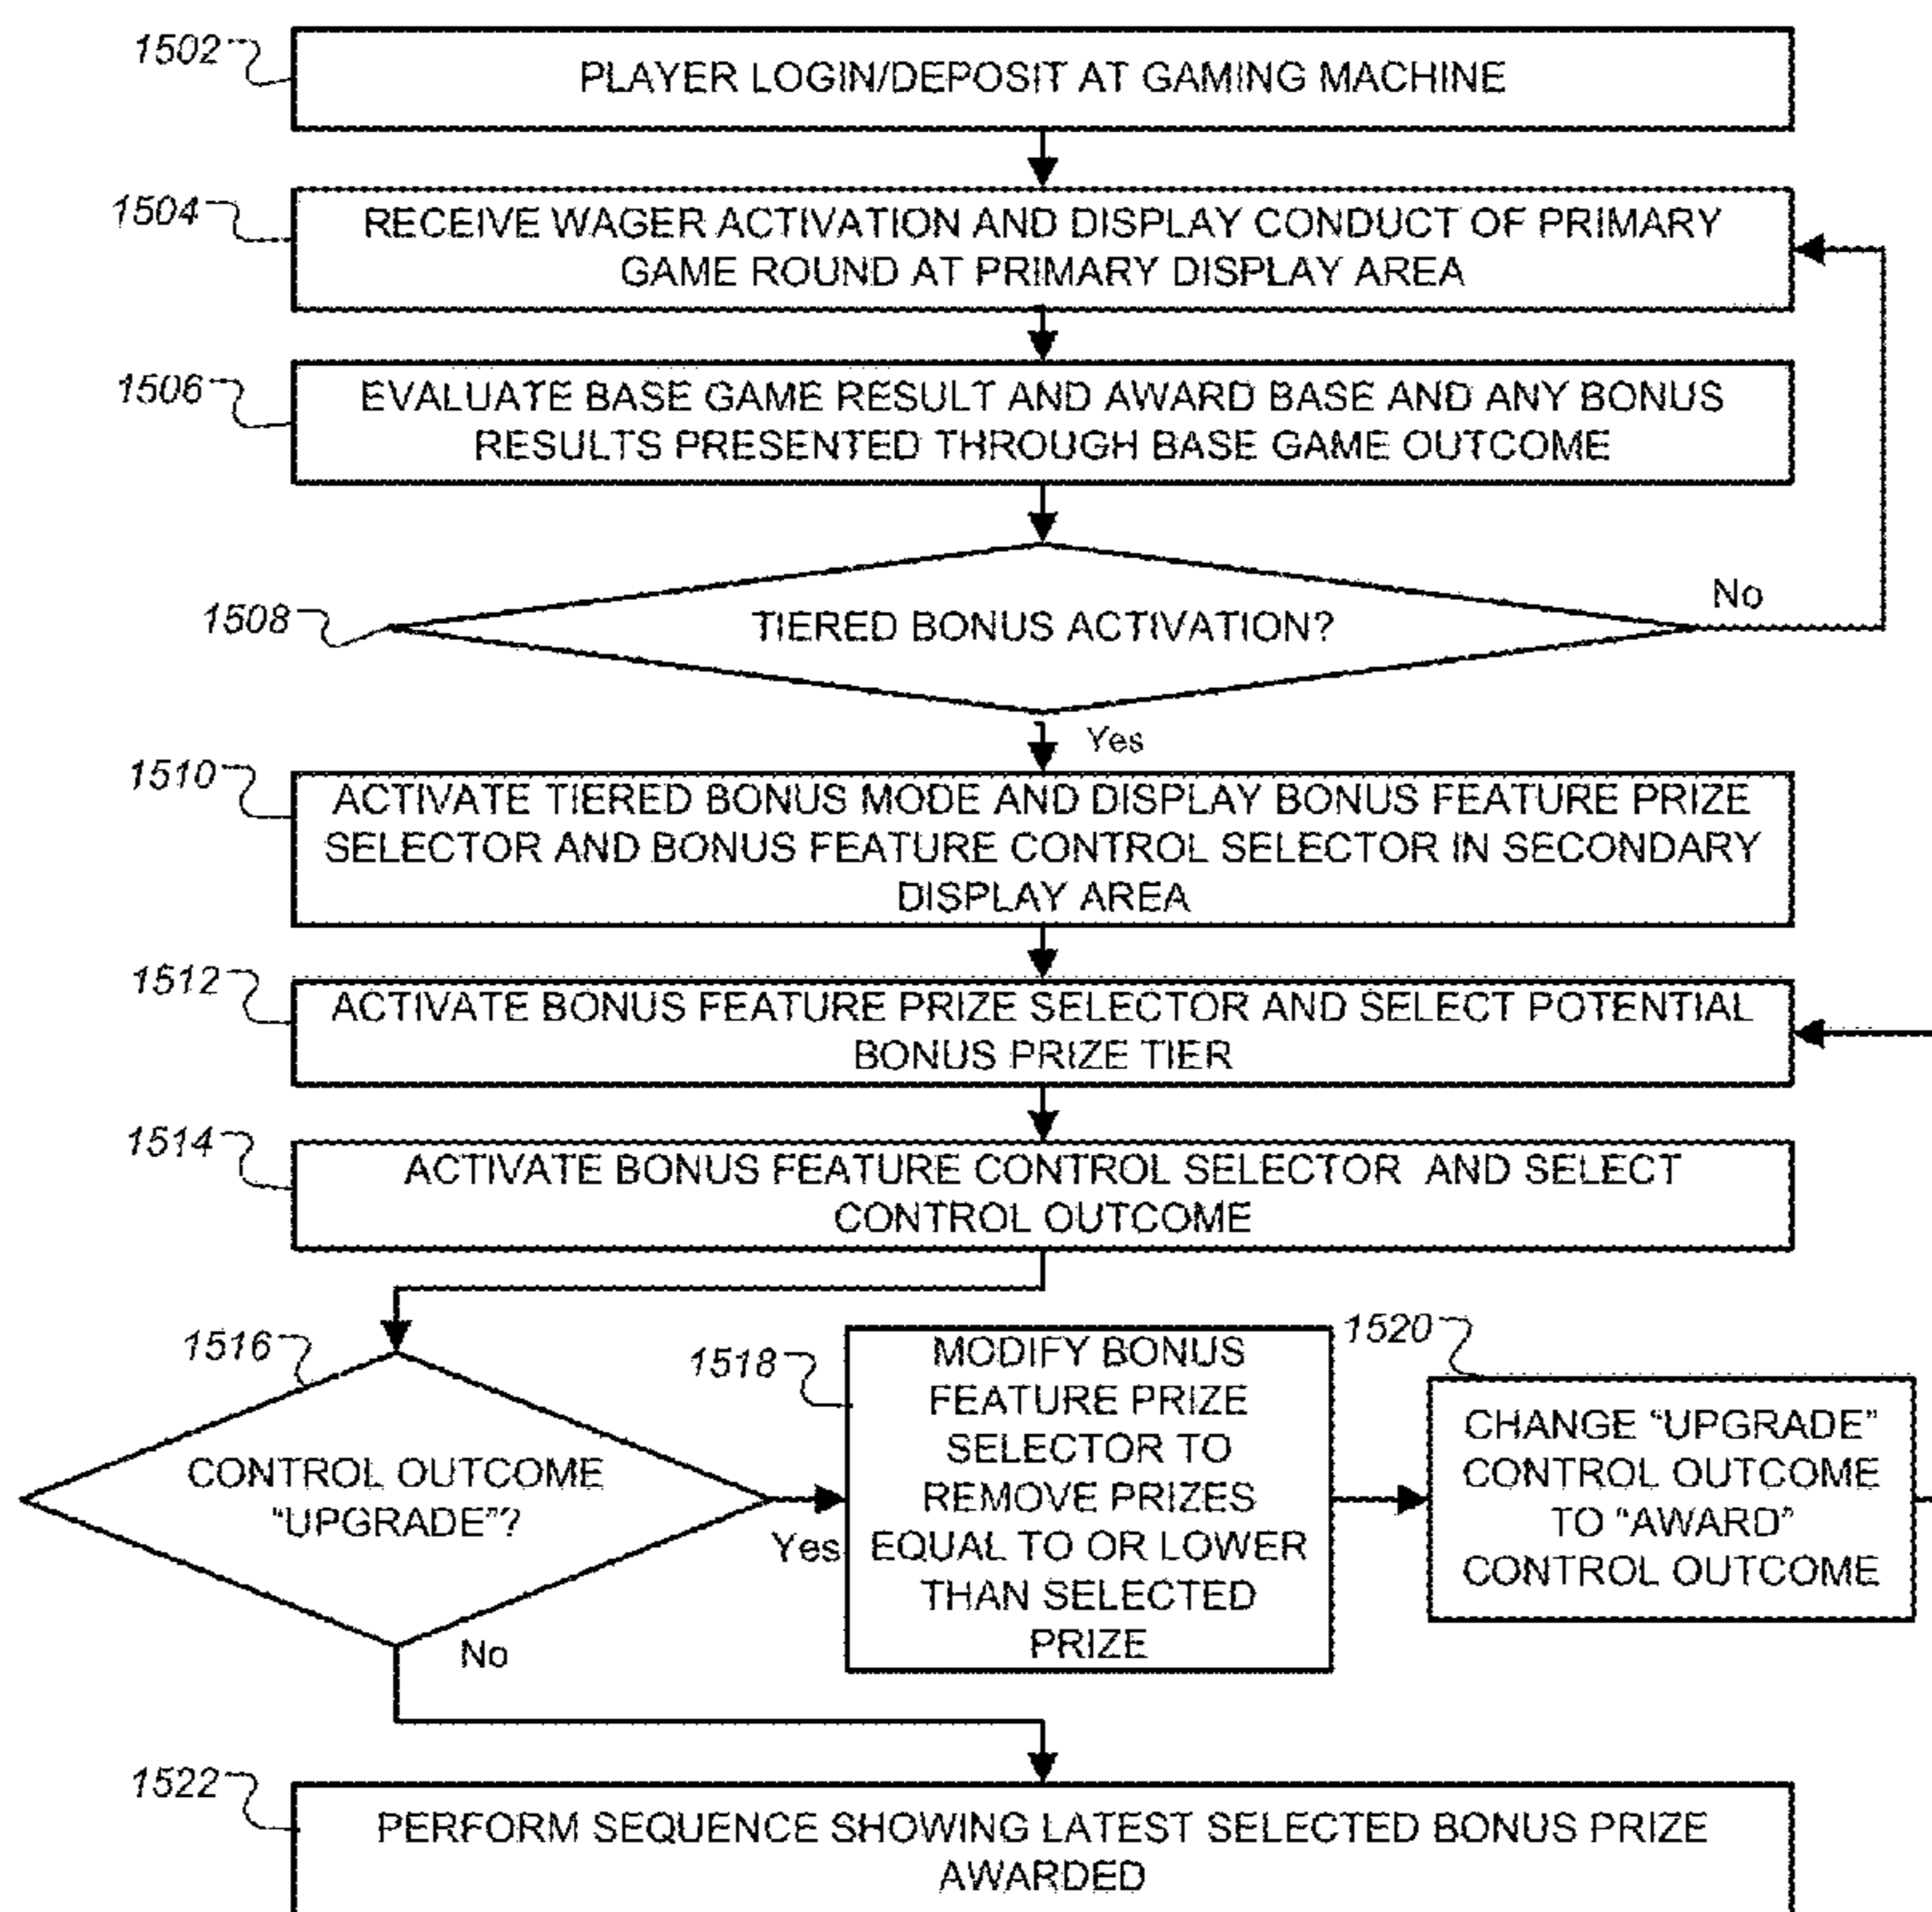 1502
PLAYER LOGIN/DEPOSIT AT GAMING MACHINE
1504
RECEIVE WAGER ACTIVATION AND DISPLAY CONDUCT OF PRIMARY
GAME ROUND AT PRIMARY DISPLAY AREA
1506
EVALUATE BASE GAME RESULT AND AWARD BASE AND ANY BONUS
RESULTS PRESENTED THROUGH BASE GAME OUTCOME
1508
TIERED BONUS ACTIVATION?
No
Yes
1510
ACTIVATE TIERED BONUS MODE AND DISPLAY BONUS FEATURE PRIZE
SELECTOR AND BONUS FEATURE CONTROL SELECTOR IN SECONDARY
DISPLAY AREA
1512
ACTIVATE BONUS FEATURE PRIZE SELECTOR AND SELECT POTENTIAL
BONUS PRIZE TIER
1514
ACTIVATE BONUS FEATURE CONTROL SELECTOR AND SELECT
CONTROL OUTCOME
1516
CONTROL OUTCOME
“UPGRADE”?
Yes
No
1518
MODIFY BONUS
FEATURE PRIZE
SELECTOR TO
REMOVE PRIZES
EQUAL TO OR LOWER
THAN SELECTED
PRIZE
1520
CHANGE “UPGRADE”
CONTROL OUTCOME
TO “AWARD”
CONTROL OUTCOME
1522
PERFORM SEQUENCE SHOWING LATEST SELECTED BONUS PRIZE
AWARDED